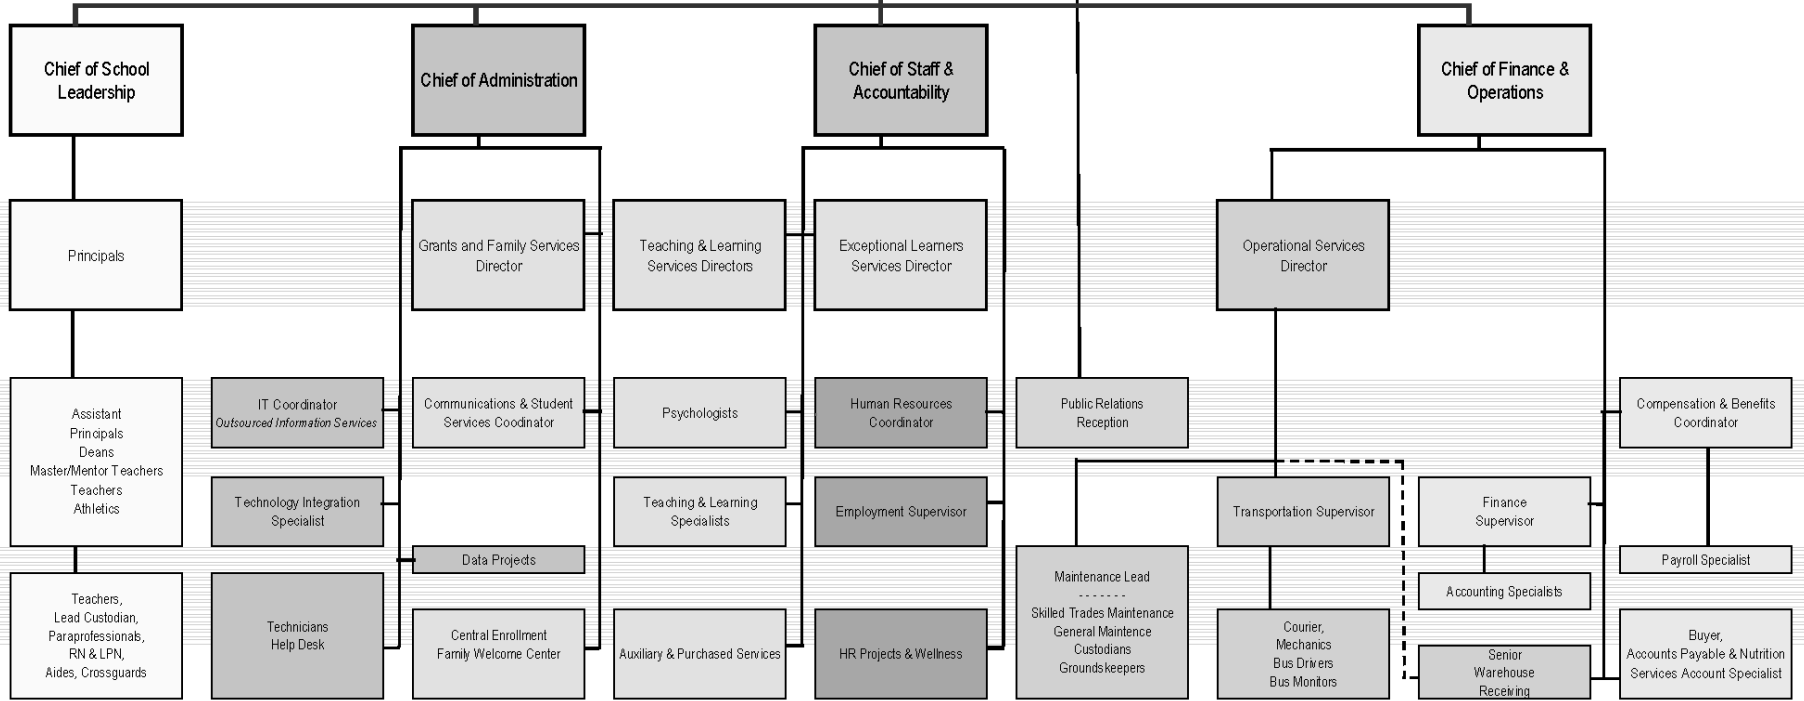 Chief of School
Leadership
Chief of Administration
Chief of Staff &
Accountability
Chief of Finance &
Operations
Principals
Grants and Family Services
Director
Teaching & Learning
Services Directors
Exceptional Learners
Services Director
Operational Services
Director
Assistant
Principals
Deans
Master/Mentor Teachers
Teachers
Athletics
IT Coordinator
Outsourced Information Services
Communications & Student
Services Coodinator
Psychologists
Human Resources
Coordinator
Public Relations
Reception
Compensation & Benefits
Coordinator
Technology Integration
Specialist
Teaching & Learning
Specialists
Employment Supervisor
Transportation Supervisor
Finance
Supervisor
Data Projects
Payroll Specialist
Teachers,
Lead Custodian,
Paraprofessionals,
RN & LPN,
Aides, Crossguards
Technicians
Help Desk
Central Enrollment
Family Welcome Center
Auxiliary & Purchased Services
HR Projects & Wellness
Maintenance Lead
- - - - - - -
Skilled Trades Maintenance
General Maintence
Custodians
Groundskeepers
Courier,
Mechanics
Bus Drivers
Bus Monitors
Accounting Specialists
Senior
Warehouse
Receiving
Buyer,
Accounts Payable & Nutrition
Services Account Specialist